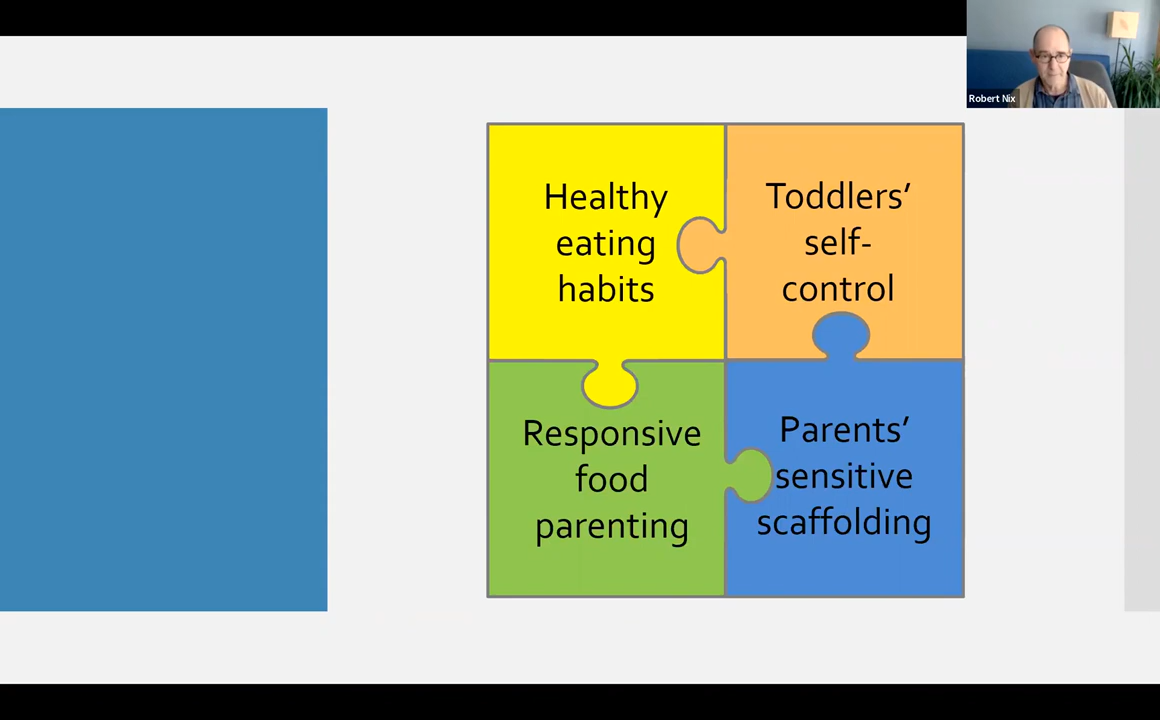 Robert Nix
Healthy
eating
habits
Toddlers’
self-
control
Responsive
food
parenting
Parents’
sensitive
scaffolding